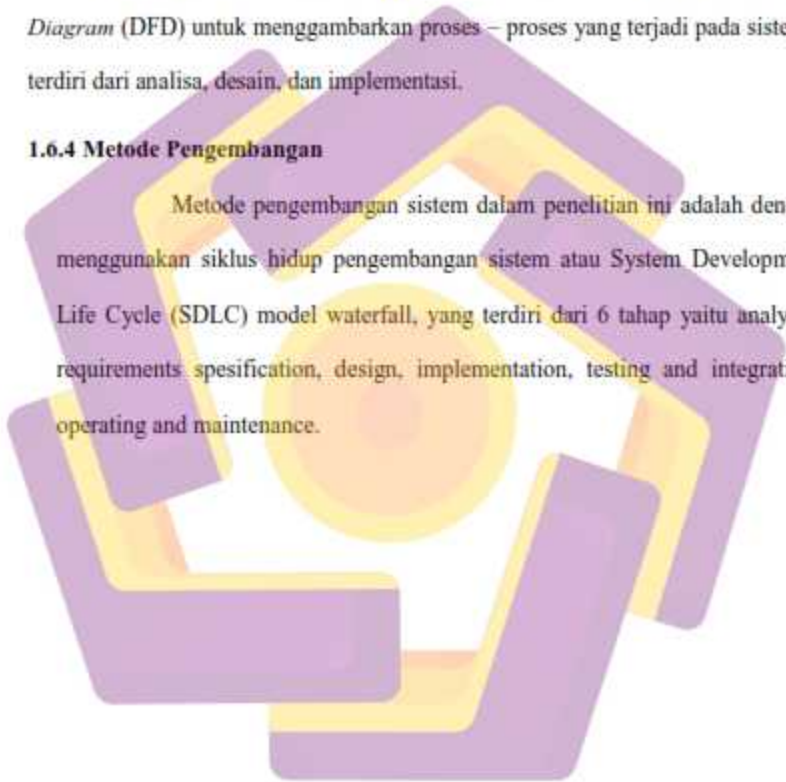 Diagram (DFD) untuk menggambarkan proses – proses yang terjadi pada siste
terdiri dari analisa, desain, dan implementasi.
1.6.4 Metode Pengembangan
Metode pengembangan sistem dalam penelitian ini adalah den
menggunakan siklus hidup pengembangan sistem atau System Developm
Life Cycle (SDLC) model waterfall, yang terdiri dari 6 tahap yaitu analy
requirements spesification, design, implementation, testing and integrat
operating and maintenance.